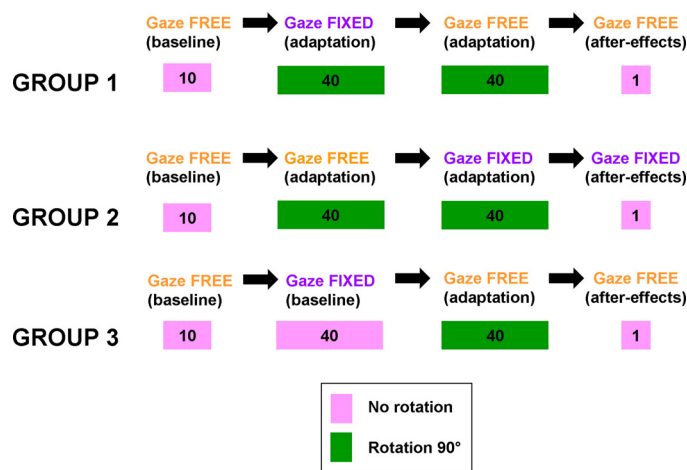 Gaze FREE Gaze FIXED Gaze FREE Gaze FREE
(baseline) (adaptation) (adaptation) (after-effects)
GROUP 1 10 40 40 1
Gaze FREE Gaze FREE Gaze FIXED Gaze FIXED
(baseline) (adaptation) (adaptation) (after-effects)
GROUP 2 10 40 40 1
Gaze FREE Gaze FIXED Gaze FREE Gaze FREE
(baseline) (baseline) (adaptation) (after-effects)
GROUP 3 10 40 40 1
No rotation
Rotation 90°